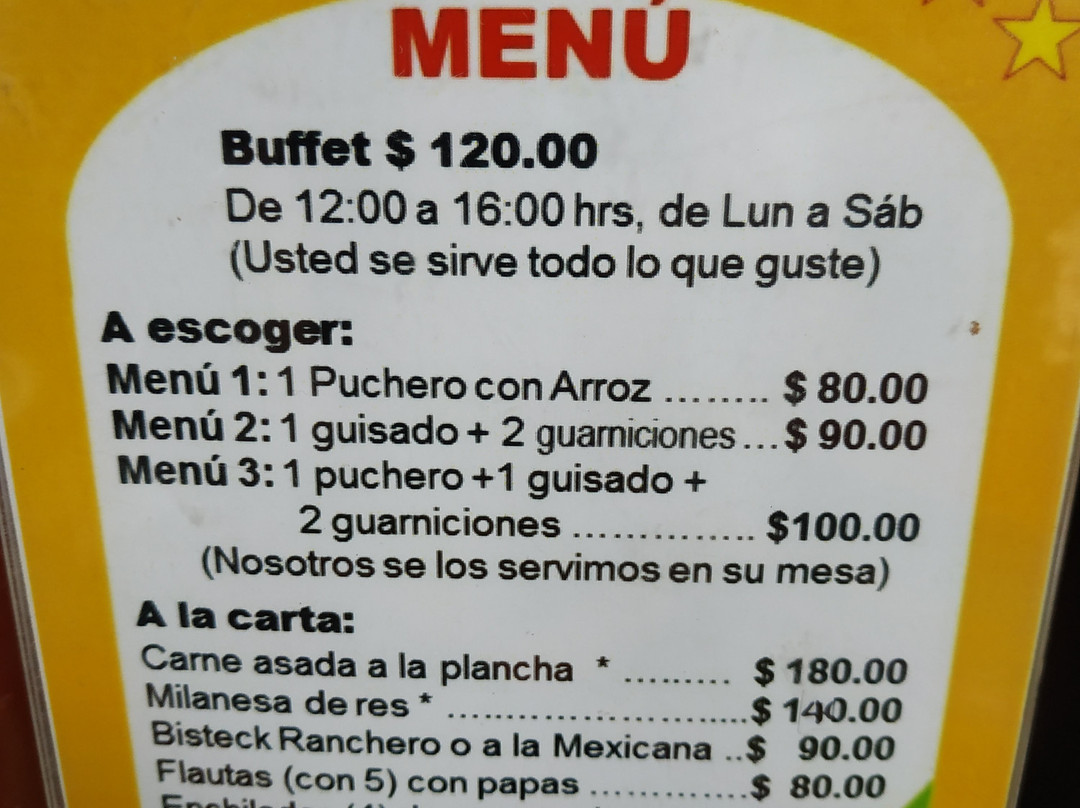 MENÚ
Buffet $ 120.00
De 12:00 a 16:00 hrs, de Lun a Sáb
(Usted se sirve todo lo que guste)
A escoger:
Menú 1: 1 Puchero con Arroz ........ $ 80.00
Menú 2: 1 guisado + 2 guarniciones ... $ 90.00
Menú 3: 1 puchero +1 guisado +
2 guarniciones .............. $100.00
(Nosotros se los servimos en su mesa)
A la carta:
Carne asada a la plancha * ......... $ 180.00
Milanesa de res * .......................... $ 140.00
Bisteck Ranchero o a la Mexicana .. $ 90.00
Flautas (con 5) con papas ............. $ 80.00